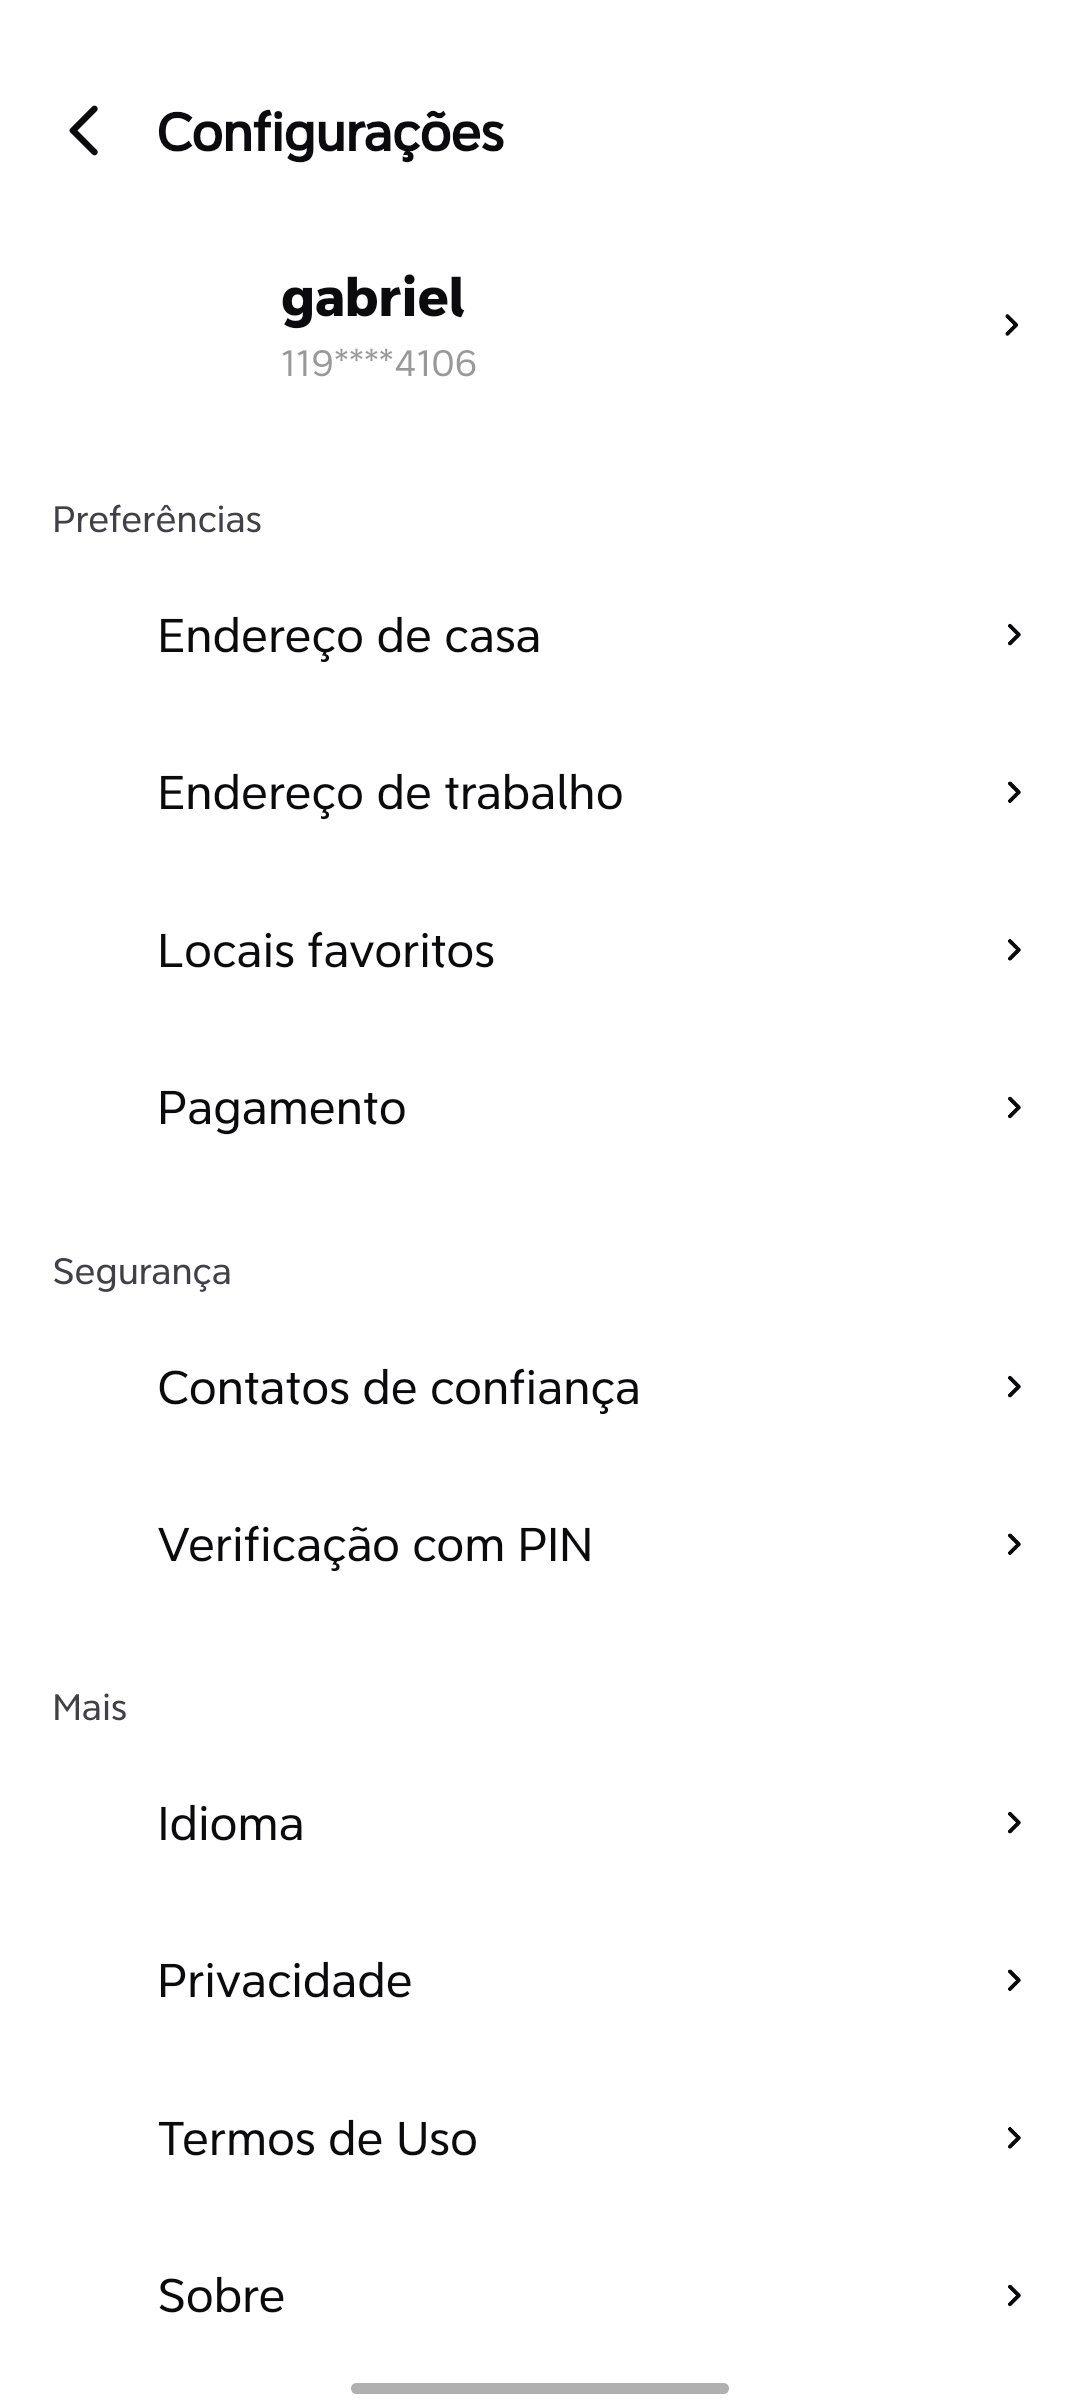 Configurações
gabriel
119****4106
Preferências
Endereço de casa
Endereço de trabalho
Locais favoritos
Pagamento
Segurança
Contatos de confiança
Verificação com PIN
Mais
Idioma
Privacidade
Termos de Uso
Sobre